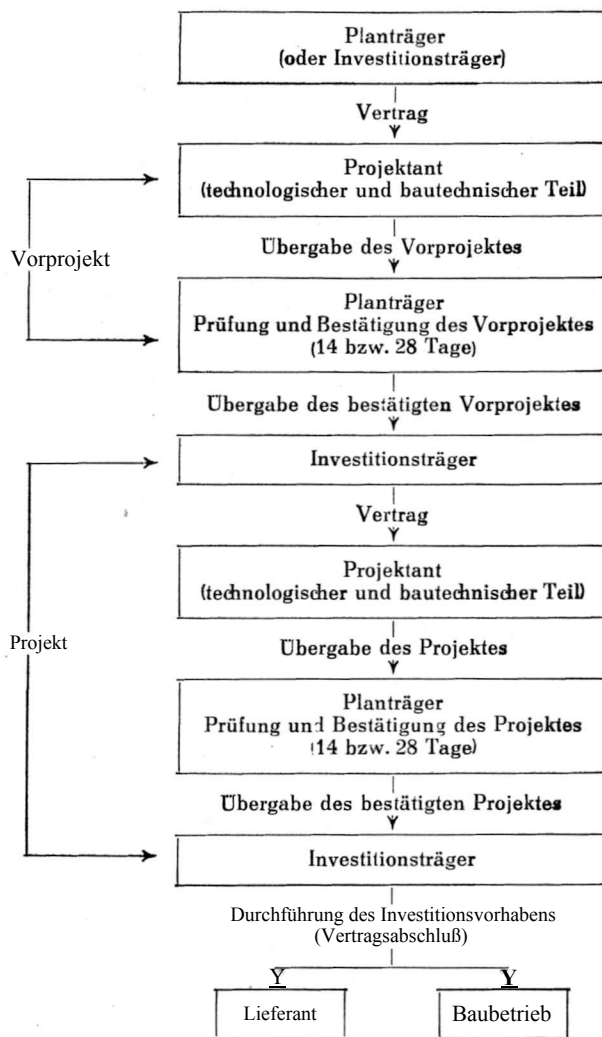 Planträger
(oder Investitionsträger)
Vertrag
Projektant
(technologischer und bautechnischer Teil)
Übergabe des Vorprojektes
Vorprojekt
Planträger
Prüfung und Bestätigung des Vorprojektes
(14 bzw. 28 Tage)
Übergabe des bestätigten Vorprojektes
Investitionsträger
Vertrag
Projektant
(technologischer und bautechnischer Teil)
Projekt
Übergabe des Projektes
Planträger
Prüfung und Bestätigung des Projektes
(14 bzw. 28 Tage)
Übergabe des bestätigten Projektes
Investitionsträger
Durchführung des Investitionsvorhabens
(Vertragsabschluß)
Y Y
Lieferant Baubetrieb